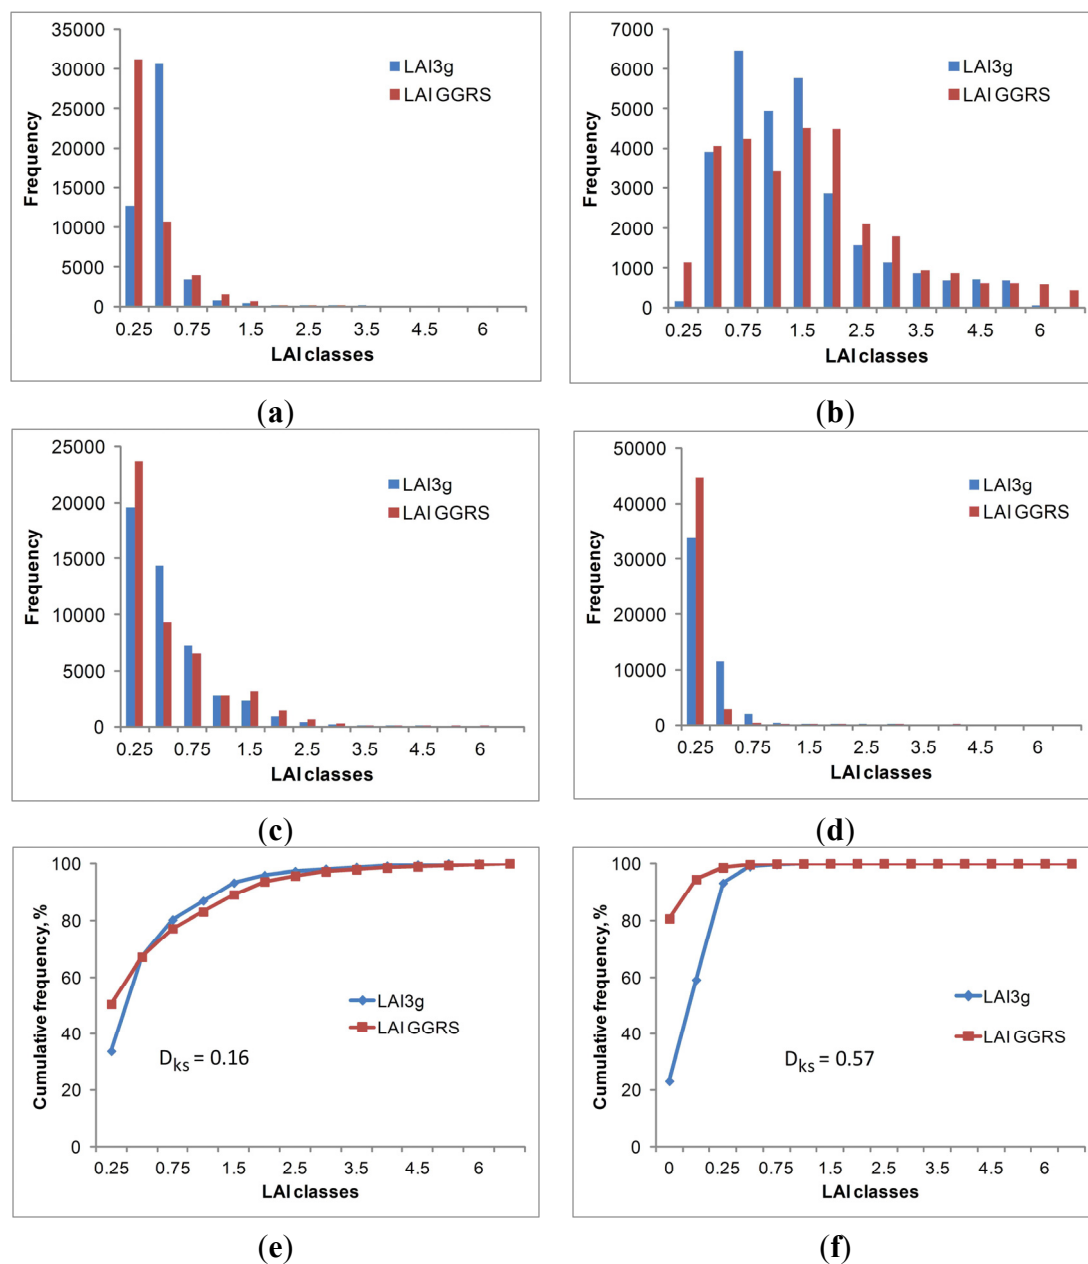 35000
30000
25000
20000
15000
10000
5000
0
Frequency
LAI3g
LAI GGRS
0.25 0.75 1.5 2.5 3.5 4.5 6
LAI classes
(a)
7000
6000
5000
4000
3000
2000
1000
0
Frequency
LAI3g
LAI GGRS
0.25 0.75 1.5 2.5 3.5 4.5 6
LAI classes
(b)
25000
20000
15000
10000
5000
0
Frequency
LAI3g
LAI GGRS
0.25 0.75 1.5 2.5 3.5 4.5 6
LAI classes
(c)
50000
40000
30000
20000
10000
0
Frequency
LAI3g
LAI GGRS
0.25 0.75 1.5 2.5 3.5 4.5 6
LAI classes
(d)
100
80
60
40
20
0
Cumulative frequency, %
LAI3g
LAI GGRS
Dks = 0.16
0.25 0.75 1.5 2.5 3.5 4.5 6
LAI classes
(e)
100
80
60
40
20
0
Cumulative frequency, %
LAI3g
LAI GGRS
Dks = 0.57
0 0.25 0.75 1.5 2.5 3.5 4.5 6
LAI classes
(f)